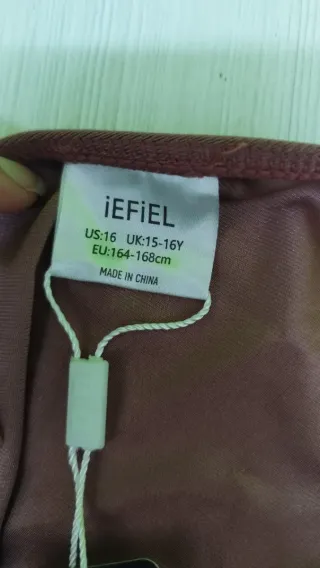 iEFiEL
US:16 UK:15-16Y
EU:164-168cm
MADE IN CHINA